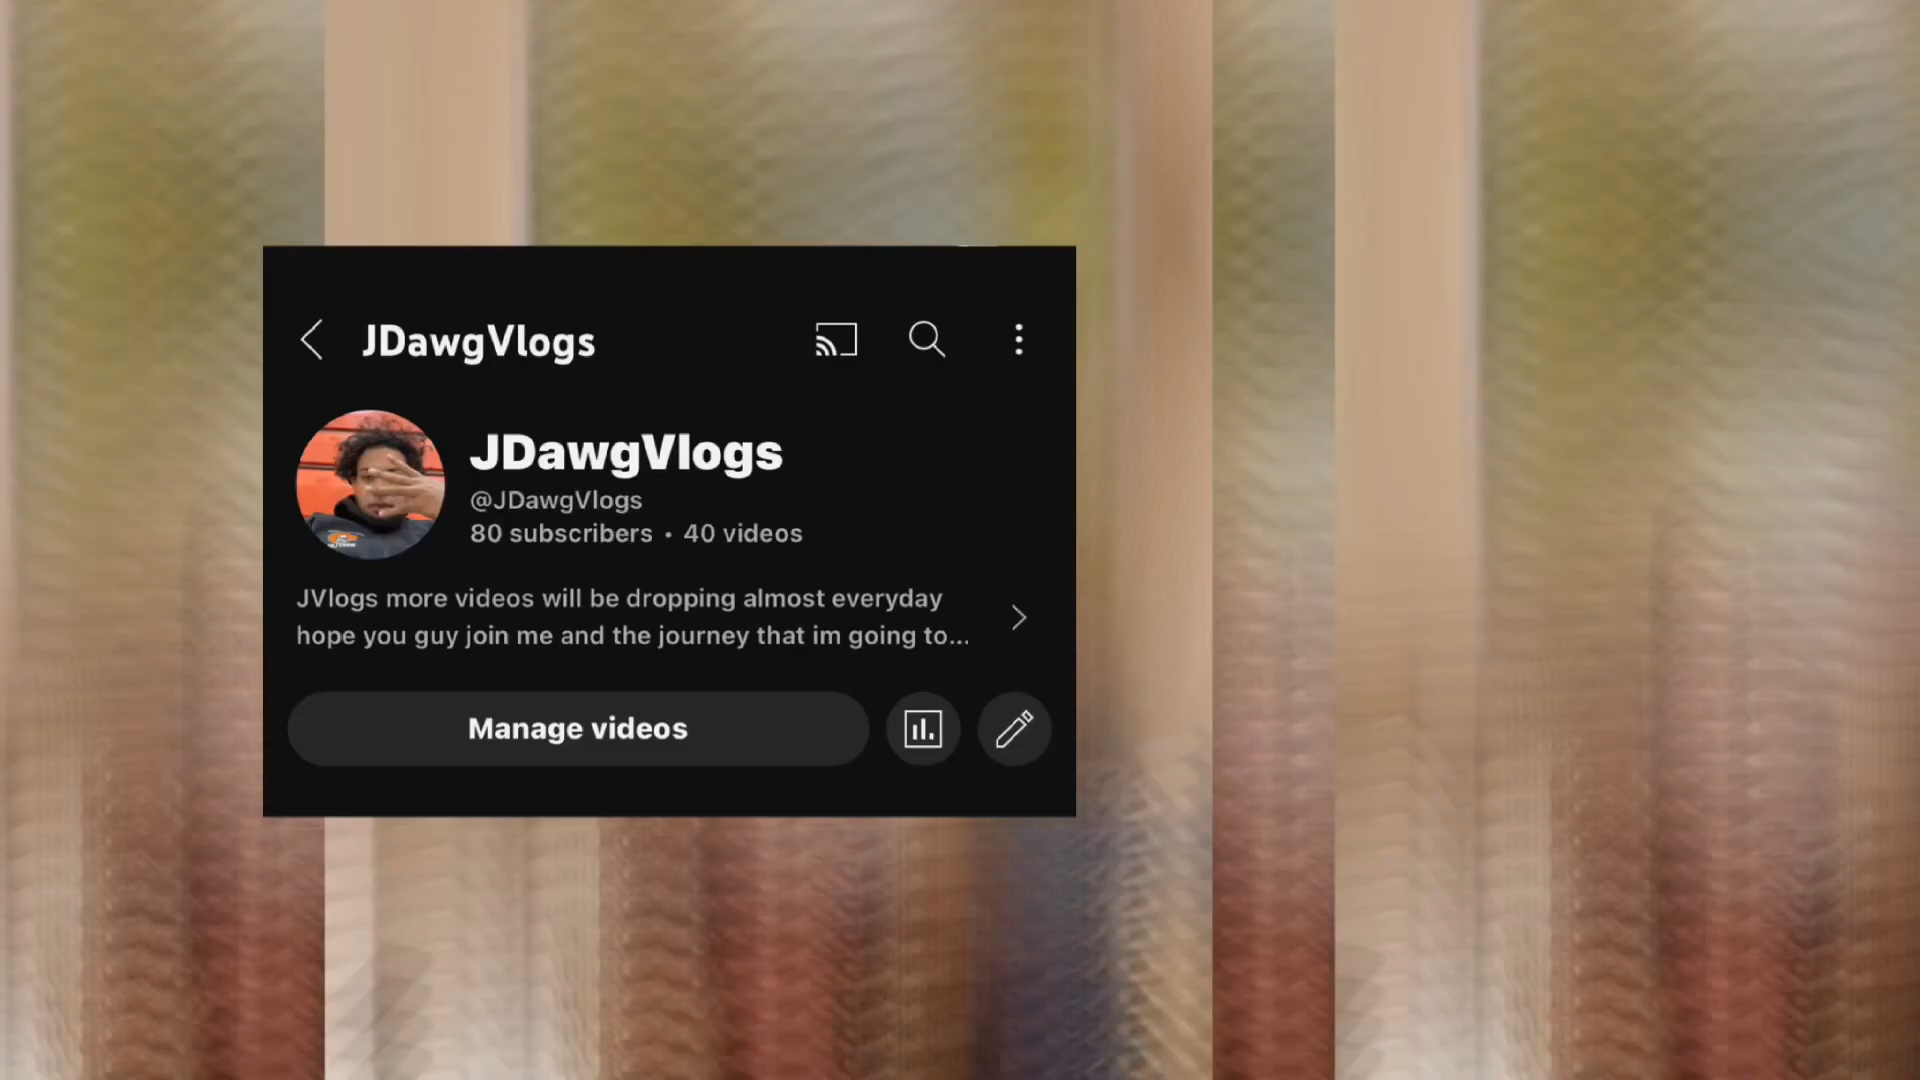 JDawgVlogs
JDawgVlogs
@JDawgVlogs
80 subscribers • 40 videos
JVlogs more videos will be dropping almost everyday
hope you guy join me and the journey that im going to...
Manage videos